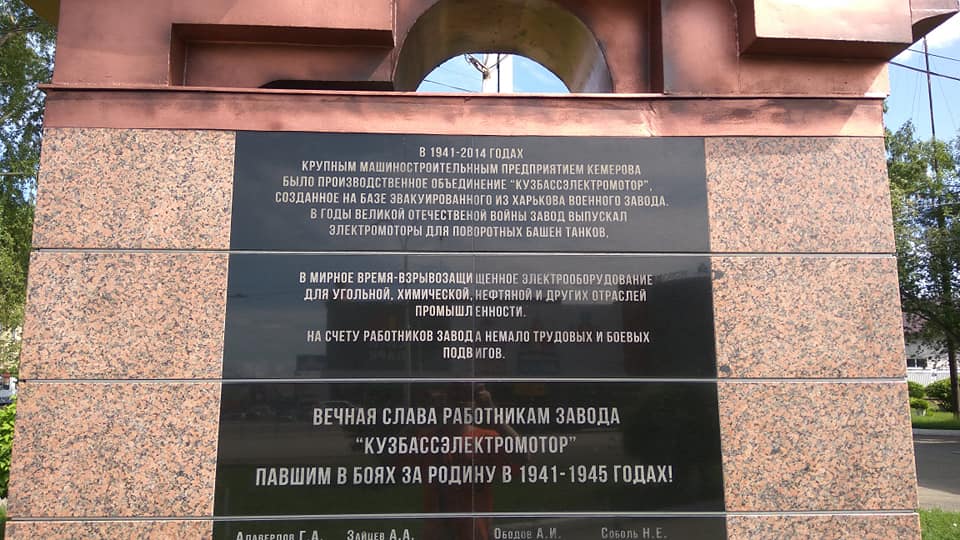 В 1941-2014 ГОДАХ
КРУПНЫМ МАШИНОСТРОИТЕЛЬННЫМ ПРЕДПРИЯТИЕМ КЕМЕРОВА
БЫЛО ПРОИЗВОДСТВЕННОЕ ОБЪЕДИНЕНИЕ "КУЗБАССЭЛЕКТРОМОТОР",
СОЗДАННОЕ НА БАЗЕ ЭВАКУИРОВАННОГО ИЗ ХАРЬКОВА ВОЕННОГО ЗАВОДА.
В ГОДЫ ВЕЛИКОЙ ОТЕЧЕСТВЕНОЙ ВОЙНЫ ЗАВОД ВЫПУСКАЛ
ЭЛЕКТРОМОТОРЫ ДЛЯ ПОВОРОТНЫХ БАШЕН ТАНКОВ,
В МИРНОЕ ВРЕМЯ-ВЗРЫВОЗАЩИЩЕННОЕ ЭЛЕКТРООБОРУДОВАНИЕ
ДЛЯ УГОЛЬНОЙ, ХИМИЧЕСКОЙ, НЕФТЯНОЙ И ДРУГИХ ОТРАСЛЕЙ
ПРОМЫШЛЕННОСТИ.
НА СЧЕТУ РАБОТНИКОВ ЗАВОДА НЕМАЛО ТРУДОВЫХ И БОЕВЫХ
ПОДВИГОВ.
ВЕЧНАЯ СЛАВА РАБОТНИКАМ ЗАВОДА
"КУЗБАССЭЛЕКТРОМОТОР"
ПАВШИМ В БОЯХ ЗА РОДИНУ В 1941-1945 ГОДАХ!
АЛАВЕРДОВ Г.А. ЗАЙЦЕВ А.А. ОБОДОВ А.И. СОБОЛЬ Н.Е.